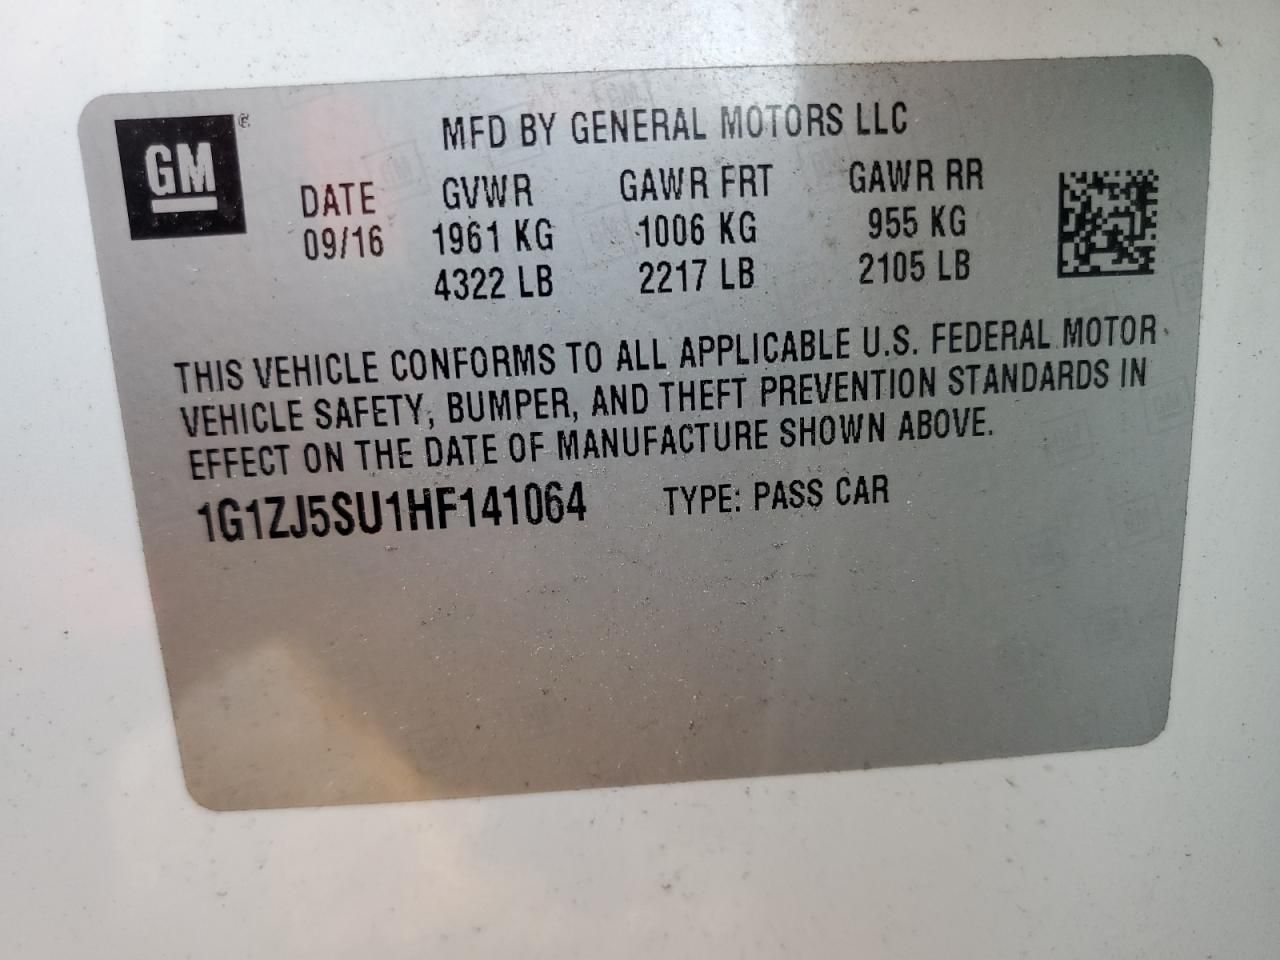 GM®
MFD BY GENERAL MOTORS LLC
DATE GVWR GAWR FRT GAWR RR
09/16 1961 KG 1006 KG 955 KG
4322 LB 2217 LB 2105 LB
THIS VEHICLE CONFORMS TO ALL APPLICABLE U.S. FEDERAL MOTOR
VEHICLE SAFETY, BUMPER, AND THEFT PREVENTION STANDARDS IN
EFFECT ON THE DATE OF MANUFACTURE SHOWN ABOVE.
1G1ZJ5SU1HF141064 TYPE: PASS CAR